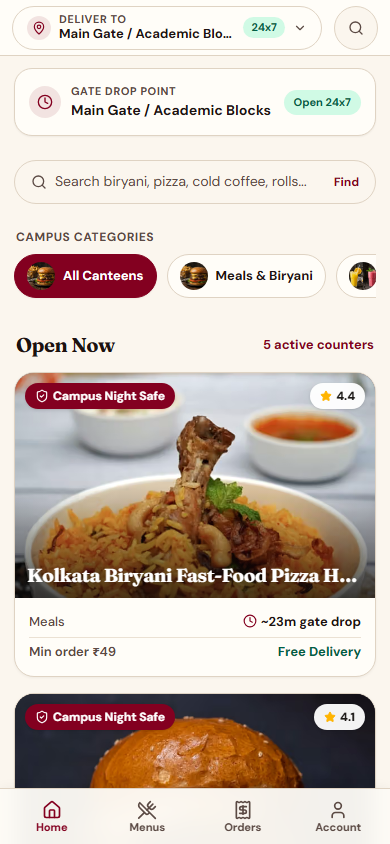 DELIVER TO
Main Gate / Academic Blo...
24x7
GATE DROP POINT
Main Gate / Academic Blocks
Open 24x7
Search biryani, pizza, cold coffee, rolls...
Find
CAMPUS CATEGORIES
All Canteens
Meals & Biryani
Open Now
5 active counters
Campus Night Safe
4.4
Kolkata Biryani Fast-Food Pizza H...
Meals
~23m gate drop
Min order ₹49
Free Delivery
Campus Night Safe
4.1
Home
Menus
Orders
Account